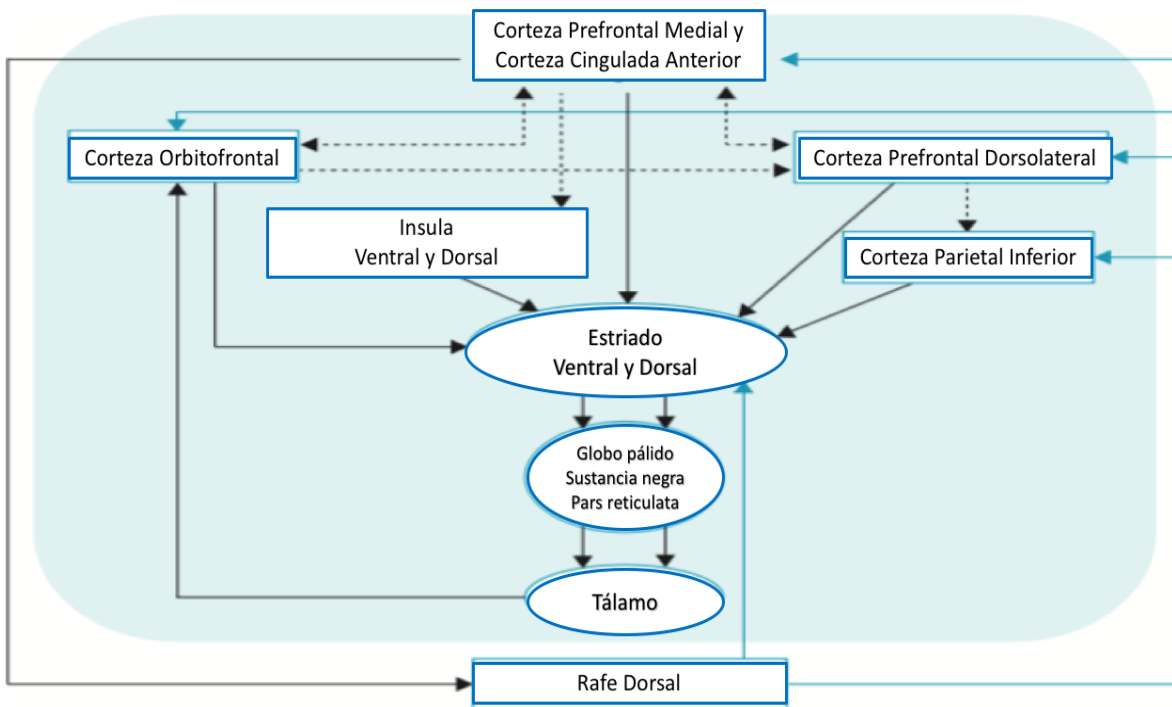 Corteza Prefrontal Medial y
Corteza Cingulada Anterior
Corteza Orbitofrontal
Corteza Prefrontal Dorsolateral
Insula
Ventral y Dorsal
Corteza Parietal Inferior
Estriado
Ventral y Dorsal
Globo pálido
Sustancia negra
Pars reticulata
Tálamo
Rafe Dorsal